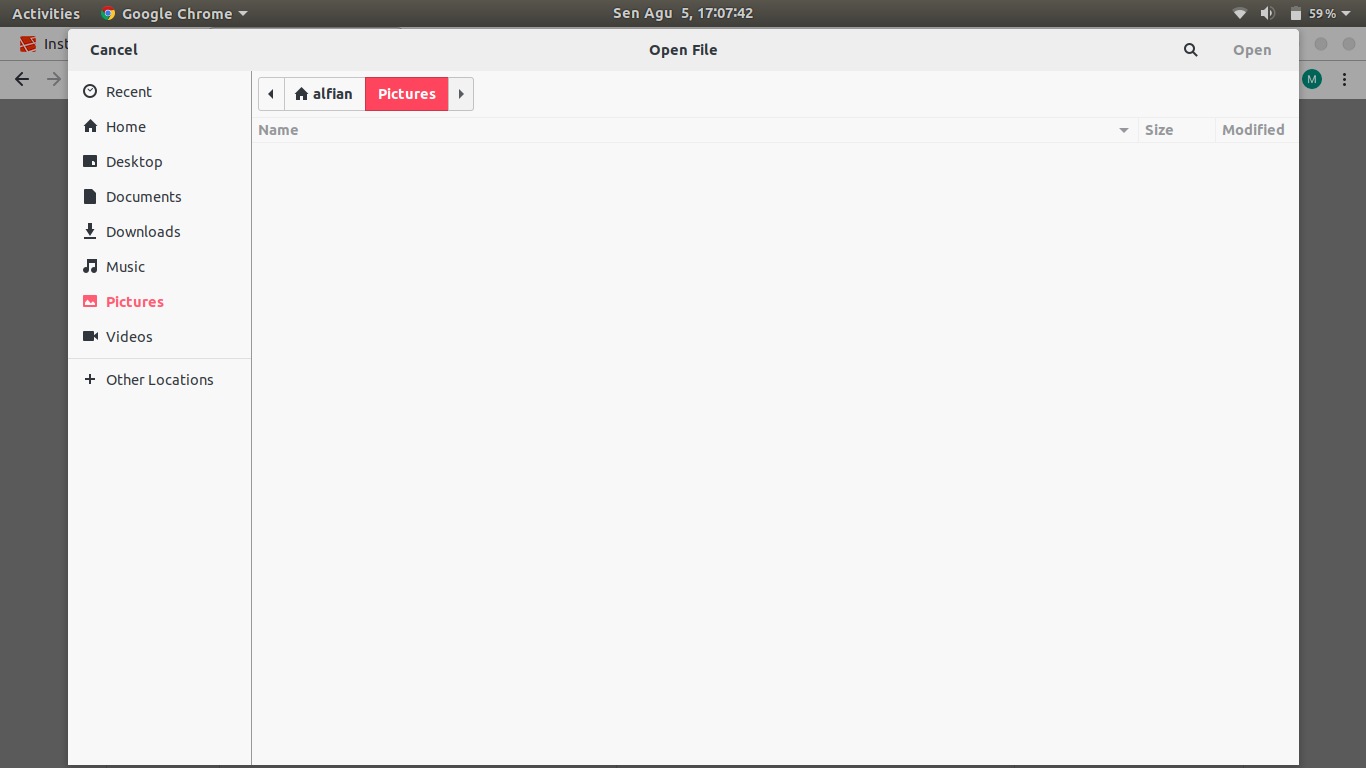 Activities Google Chrome Sen Agu 5, 17:07:42 59%
Inst
Cancel Open File Open
M
alfian Pictures
Name Size Modified
Recent
Home
Desktop
Documents
Downloads
Music
Pictures
Videos
Other Locations